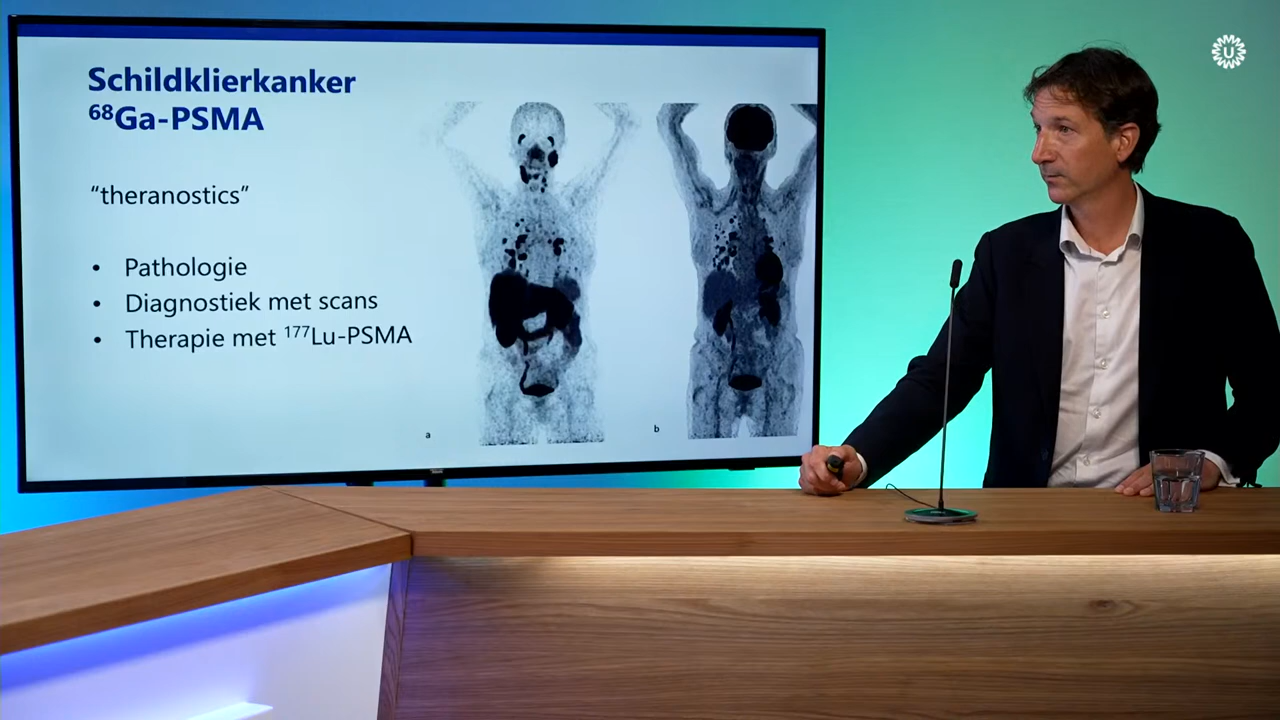 Schildklierkanker
⁶⁸Ga-PSMA
“theranostics”
• Pathologie
• Diagnostiek met scans
• Therapie met ¹⁷⁷Lu-PSMA
a
b
U